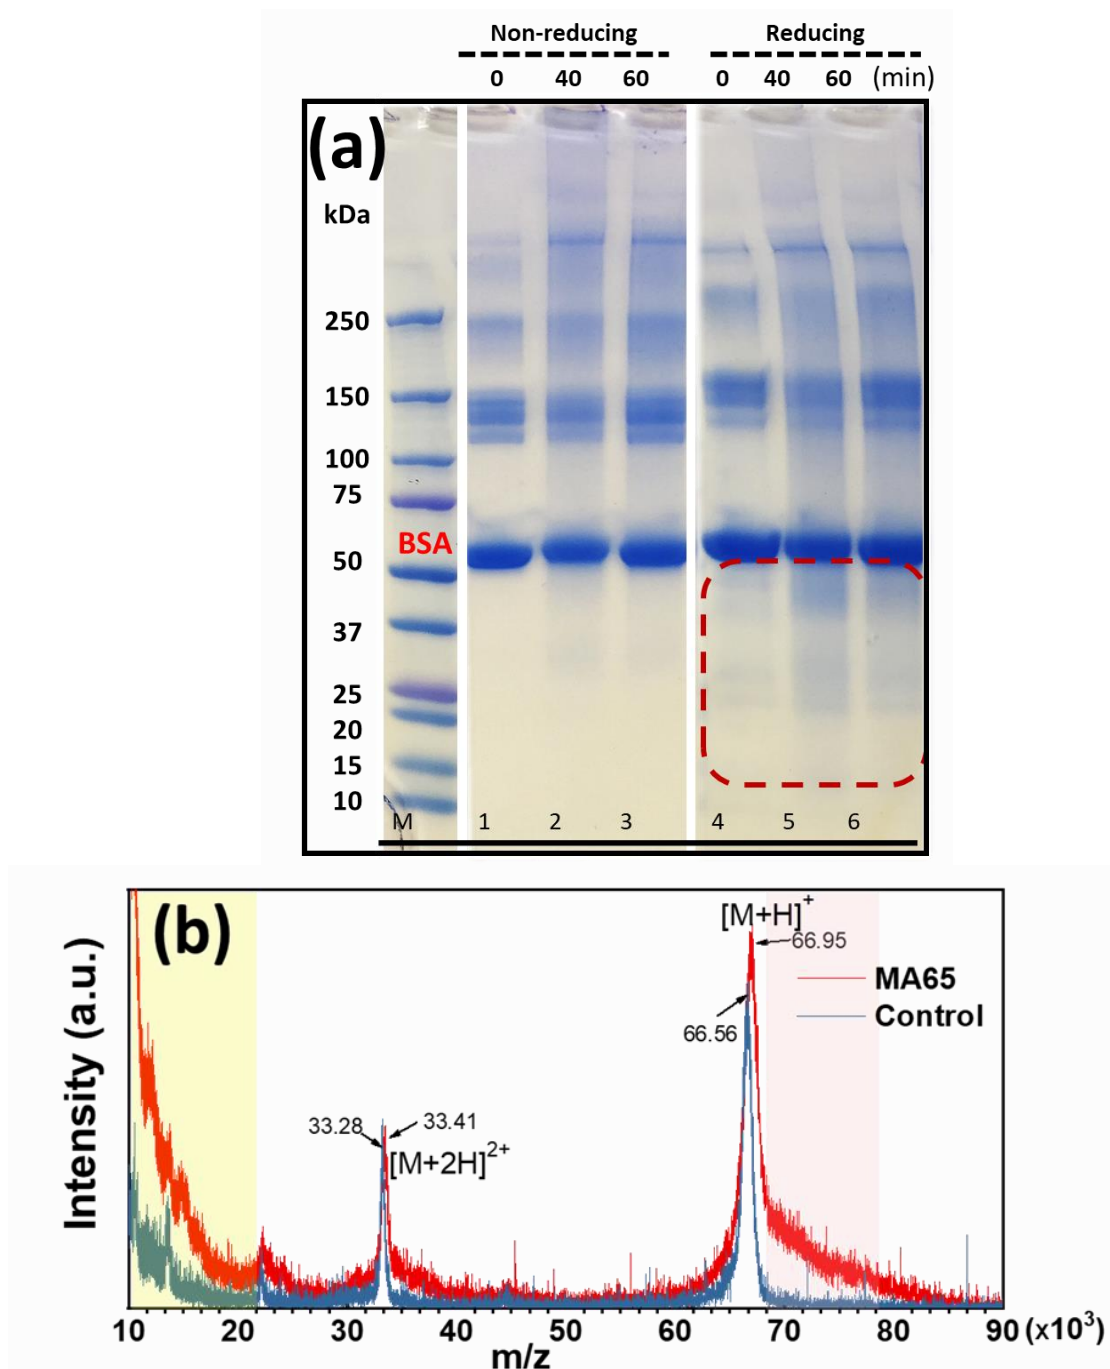 Non-reducing Reducing
0 40 60 0 40 60 (min)
(a)
kDa
250
150
100
75
BSA
50
37
25
20
15
10
M 1 2 3 4 5 6
(b)
[M+H]+
66.95
MA65
Control
66.56
33.28 33.41
[M+2H]2+
Intensity (a.u.)
10 20 30 40 50 60 70 80 90 (x10³)
m/z